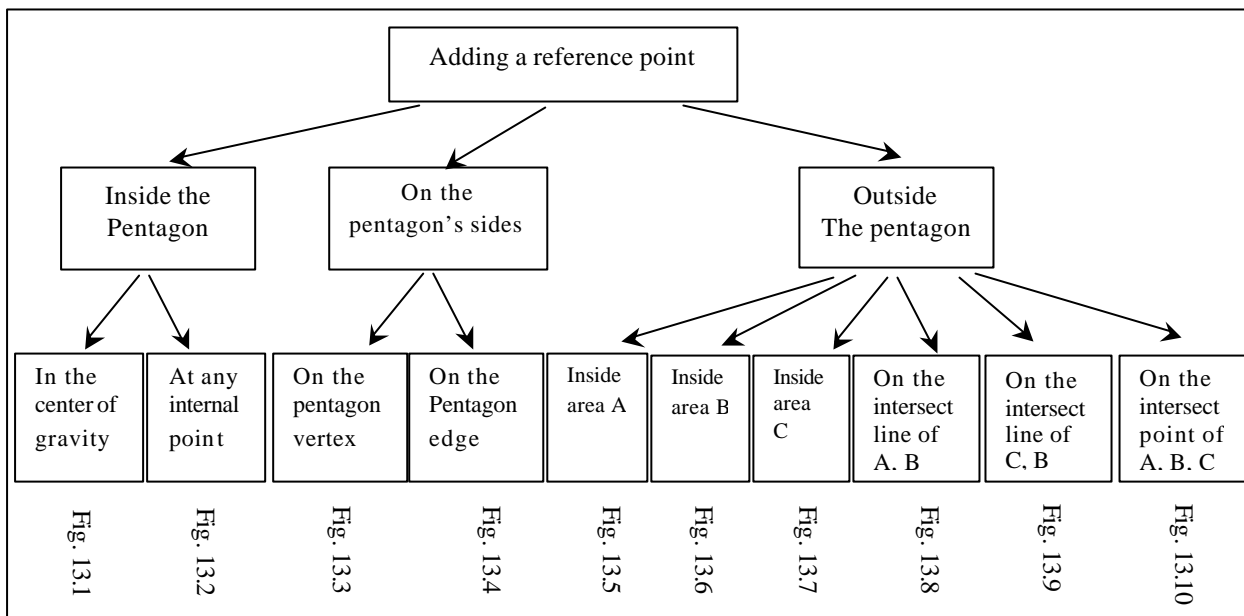 Adding a reference point
Inside the
Pentagon
On the
pentagon’s sides
Outside
The pentagon
In the
center of
gravity
At any
internal
point
On the
pentagon
vertex
On the
Pentagon
edge
Inside
area A
Inside
area B
Inside
area
C
On the
intersect
line of
A, B
On the
intersect
line of
C, B
On the
intersect
point of
A, B, C
Fig. 13.1
Fig. 13.2
Fig. 13.3
Fig. 13.4
Fig. 13.5
Fig. 13.6
Fig. 13.7
Fig. 13.8
Fig. 13.9
Fig. 13.10